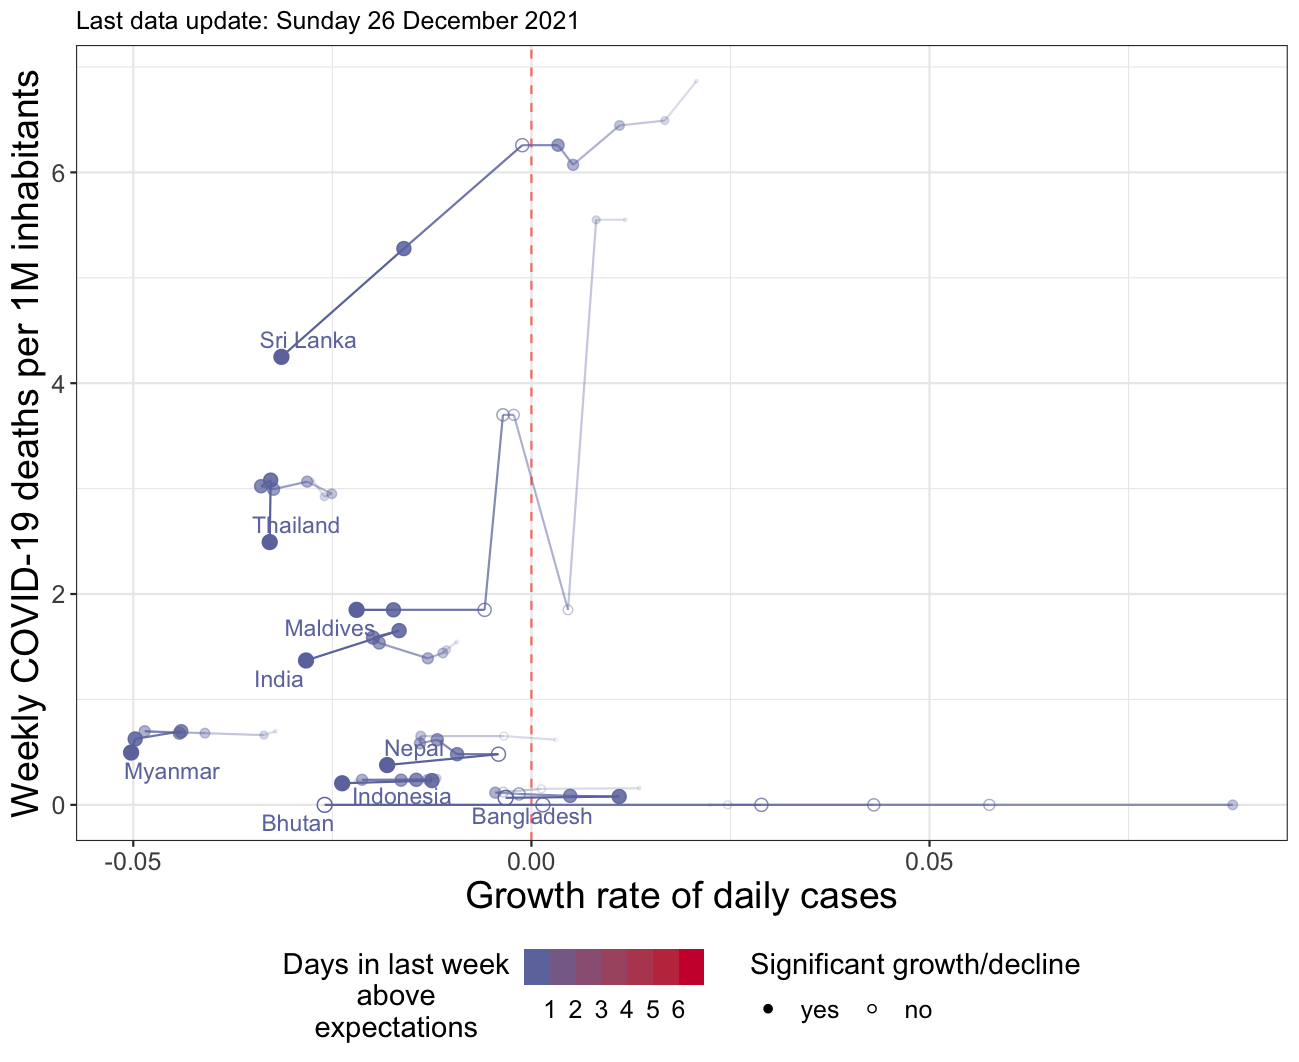 Last data update: Sunday 26 December 2021
Weekly COVID-19 deaths per 1M inhabitants
6
4
2
0
Sri Lanka
Thailand
Maldives
India
Nepal
Myanmar
Indonesia
Bangladesh
Bhutan
-0.05
0.00
0.05
Growth rate of daily cases
Days in last week
above
expectations
1 2 3 4 5 6
Significant growth/decline
yes no